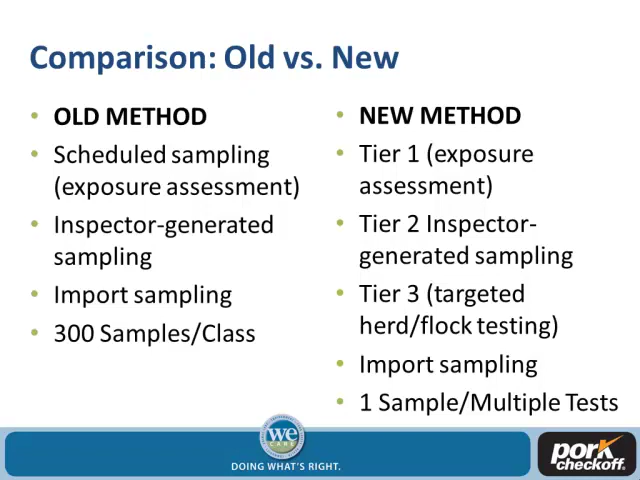 Comparison: Old vs. New
• OLD METHOD
• Scheduled sampling
(exposure assessment)
• Inspector-generated
sampling
• Import sampling
• 300 Samples/Class
• NEW METHOD
• Tier 1 (exposure
assessment)
• Tier 2 Inspector-
generated sampling
• Tier 3 (targeted
herd/flock testing)
• Import sampling
• 1 Sample/Multiple Tests
we
CARE
DOING WHAT'S RIGHT.
pork
checkoff.